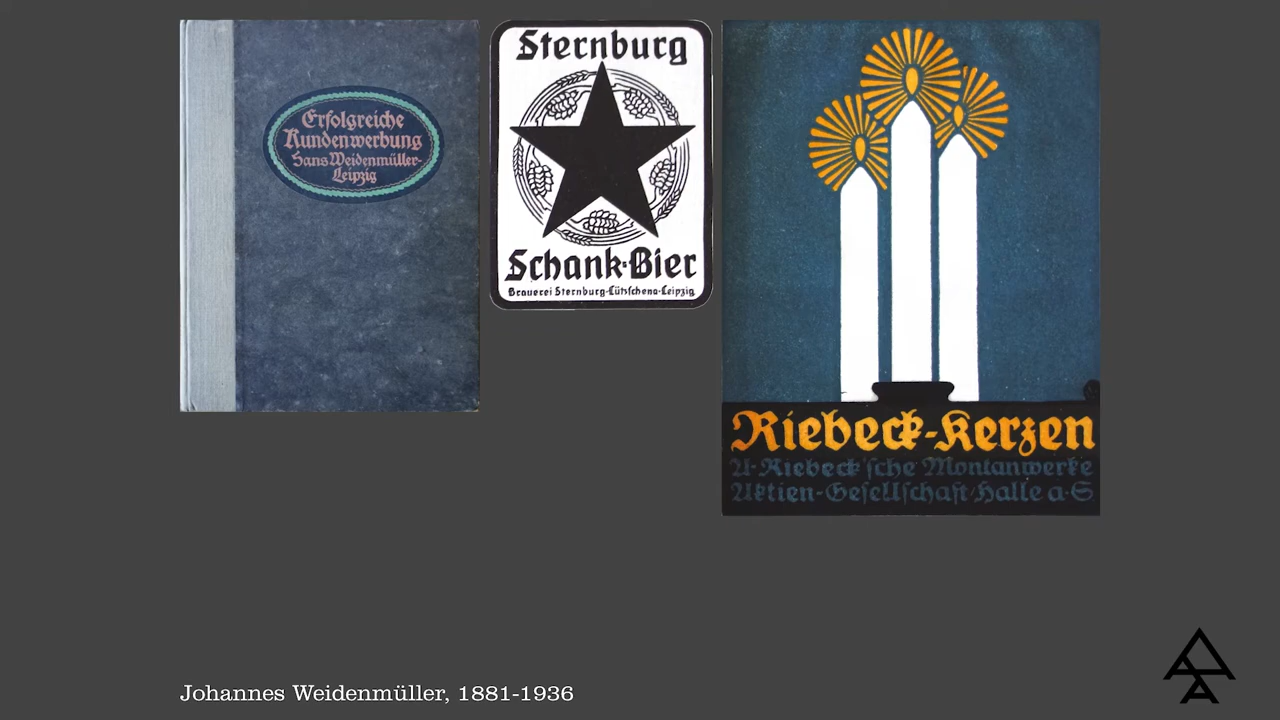 Erfolgreiche
Kundenwerbung
Hans Weidenmüller-
Leipzig
Sternburg
Schank-Bier
Brauerei Sternburg-Lützschena-Leipzig
Riebeck-Kerzen
A·Riebeck'sche Montanwerke
Aktien-Gesellschaft/Halle a·S
Johannes Weidenmüller, 1881-1936